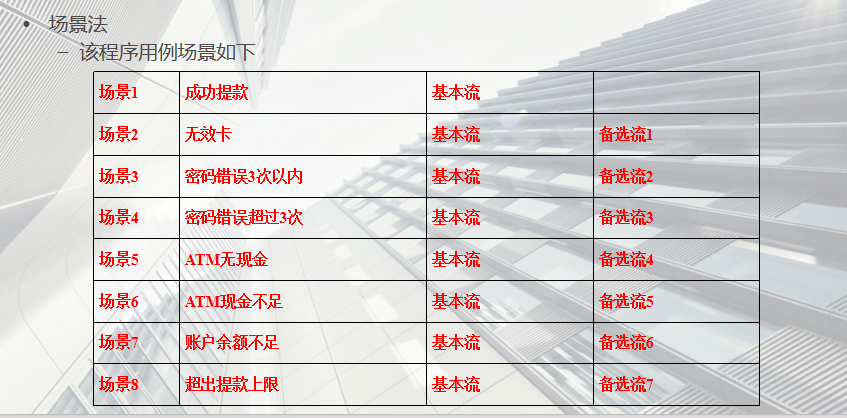 • 场景法
– 该程序用例场景如下
场景1 成功提款 基本流
场景2 无效卡 基本流 备选流1
场景3 密码错误3次以内 基本流 备选流2
场景4 密码错误超过3次 基本流 备选流3
场景5 ATM无现金 基本流 备选流4
场景6 ATM现金不足 基本流 备选流5
场景7 账户余额不足 基本流 备选流6
场景8 超出提款上限 基本流 备选流7